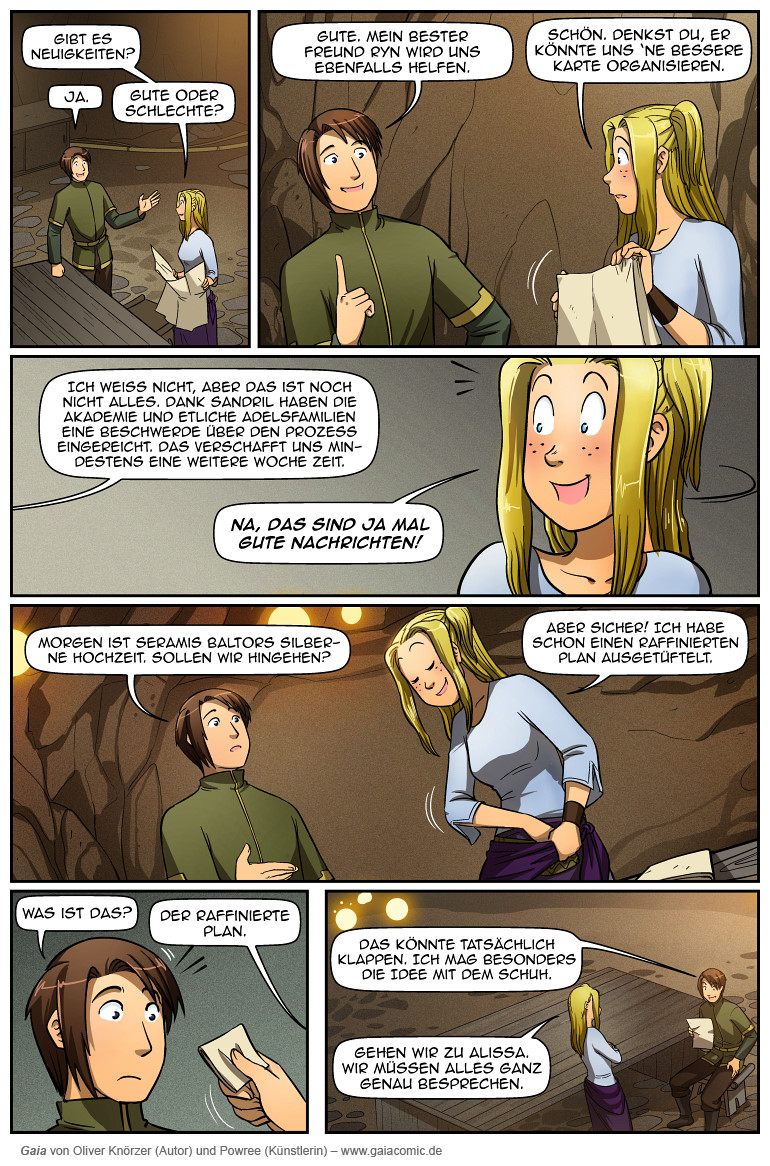 GIBT ES
NEUIGKEITEN?
JA.
GUTE ODER
SCHLECHTE?
GUTE. MEIN BESTER
FREUND RYN WIRD UNS
EBENFALLS HELFEN.
SCHÖN. DENKST DU, ER
KÖNNTE UNS 'NE BESSERE
KARTE ORGANISIEREN.
ICH WEISS NICHT, ABER DAS IST NOCH
NICHT ALLES. DANK SANDRIL HABEN DIE
AKADEMIE UND ETLICHE ADELSFAMILIEN
EINE BESCHWERDE ÜBER DEN PROZESS
EINGEREICHT. DAS VERSCHAFFT UNS MIN-
DESTENS EINE WEITERE WOCHE ZEIT.
NA, DAS SIND JA MAL
GUTE NACHRICHTEN!
MORGEN IST SERAMIS BALTORS SILBER-
NE HOCHZEIT. SOLLEN WIR HINGEHEN?
ABER SICHER! ICH HABE
SCHON EINEN RAFFINIERTEN
PLAN AUSGETÜFTELT.
WAS IST DAS?
DER RAFFINIERTE
PLAN.
DAS KÖNNTE TATSÄCHLICH
KLAPPEN. ICH MAG BESONDERS
DIE IDEE MIT DEM SCHUH.
GEHEN WIR ZU ALISSA.
WIR MÜSSEN ALLES GANZ
GENAU BESPRECHEN.
Gaia von Oliver Knörzer (Autor) und Powree (Künstlerin) – www.gaiacomic.de